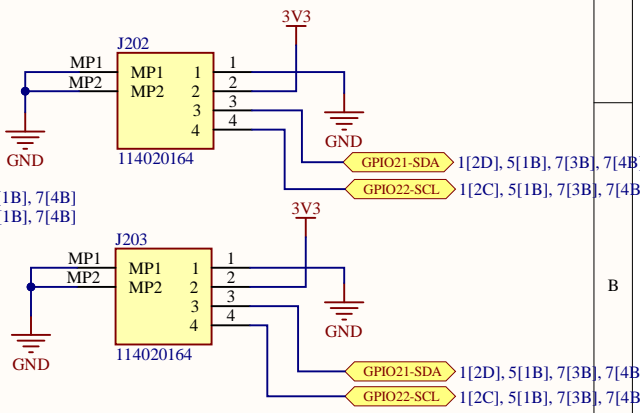 3V3
J202
MP1 MP1 1 1
MP2 MP2 2 2
3 3
4 4
GND
GND
114020164
GPIO21-SDA 1[2D], 5[1B], 7[3B], 7[4B
GPIO22-SCL 1[2C], 5[1B], 7[3B], 7[4B
[1B], 7[4B]
[1B], 7[4B]
3V3
J203
MP1 MP1 1 1
MP2 MP2 2 2
3 3
4 4
B
GND
GND
114020164
GPIO21-SDA 1[2D], 5[1B], 7[3B], 7[4B
GPIO22-SCL 1[2C], 5[1B], 7[3B], 7[4B